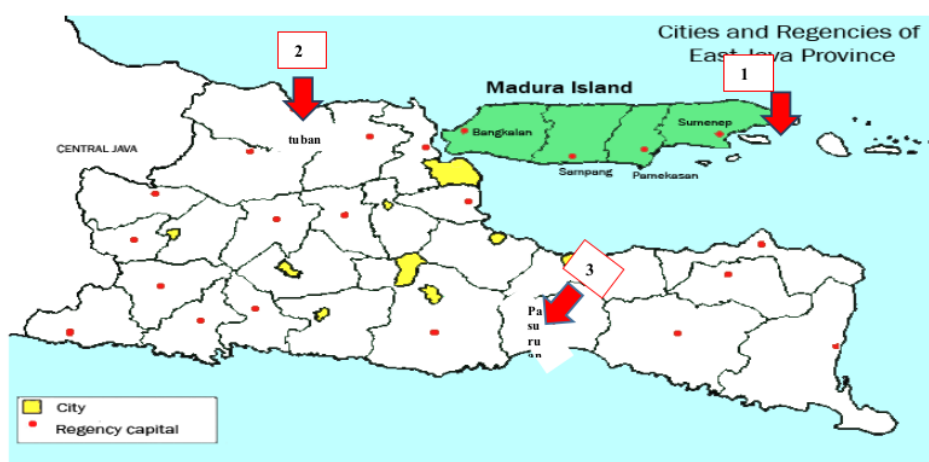 Cities and Regencies of
East Java Province
2
1
Madura Island
Bangkalan
Sumenep
tuban
CENTRAL JAVA
Sampang
Pamekasan
3
Pa
su
ru
an
City
Regency capital